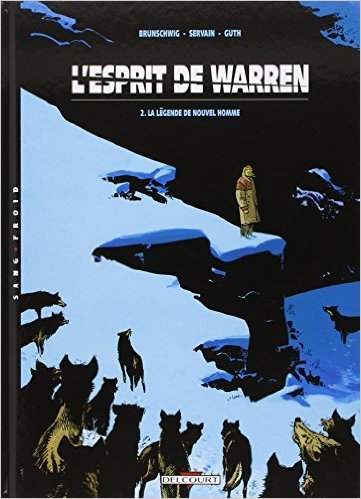 BRUNSCHWIG - SERVAIN - GUTH
L'ESPRIT DE WARREN
2. LA LÉGENDE DE NOUVEL HOMME
SANG•FROID
DELCOURT